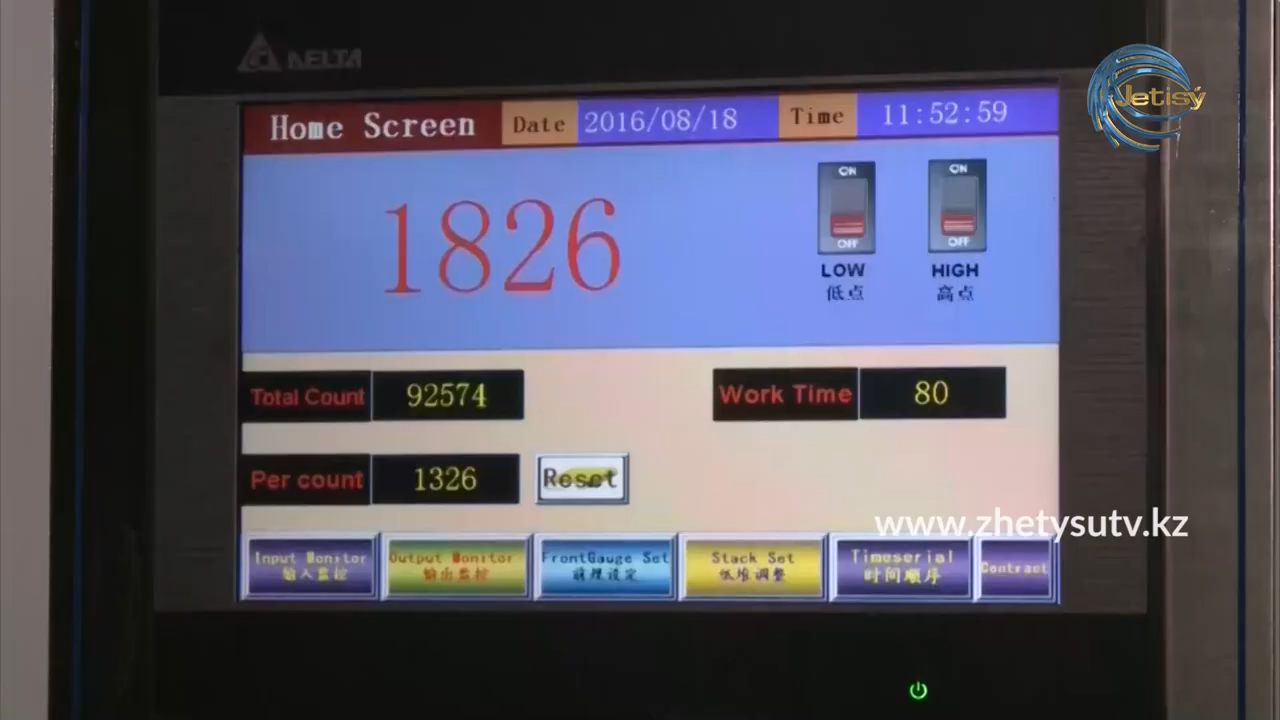 DELTA
Jetisý
Home Screen Date 2016/08/18 Time 11:52:59
1826
ON ON
OFF OFF
LOW HIGH
低点 高点
Total Count 92574 Work Time 80
Per count 1326 Reset
www.zhetysutv.kz
Input Monitor Output Monitor FrontGauge Set Stack Set Timeserial Contract
输入监控 输出监控 前规设定 纸堆调整 时间顺序